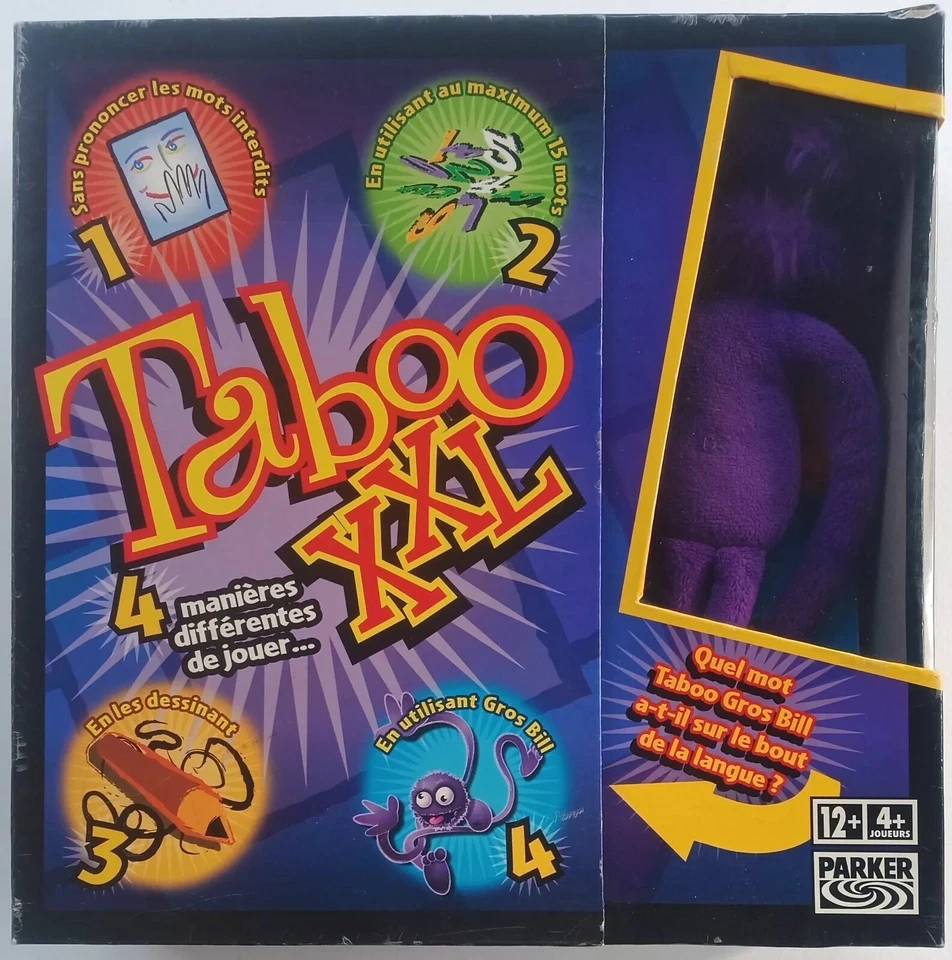 Sans prononcer les mots interdits
1
En utilisant au maximum 15 mots
2
Taboo
XXL
4 manières
différentes
de jouer...
En les dessinant
3
En utilisant Gros Bill
4
Quel mot
Taboo Gros Bill
a-t-il sur le bout
de la langue ?
12+ 4+
JOUEURS
PARKER